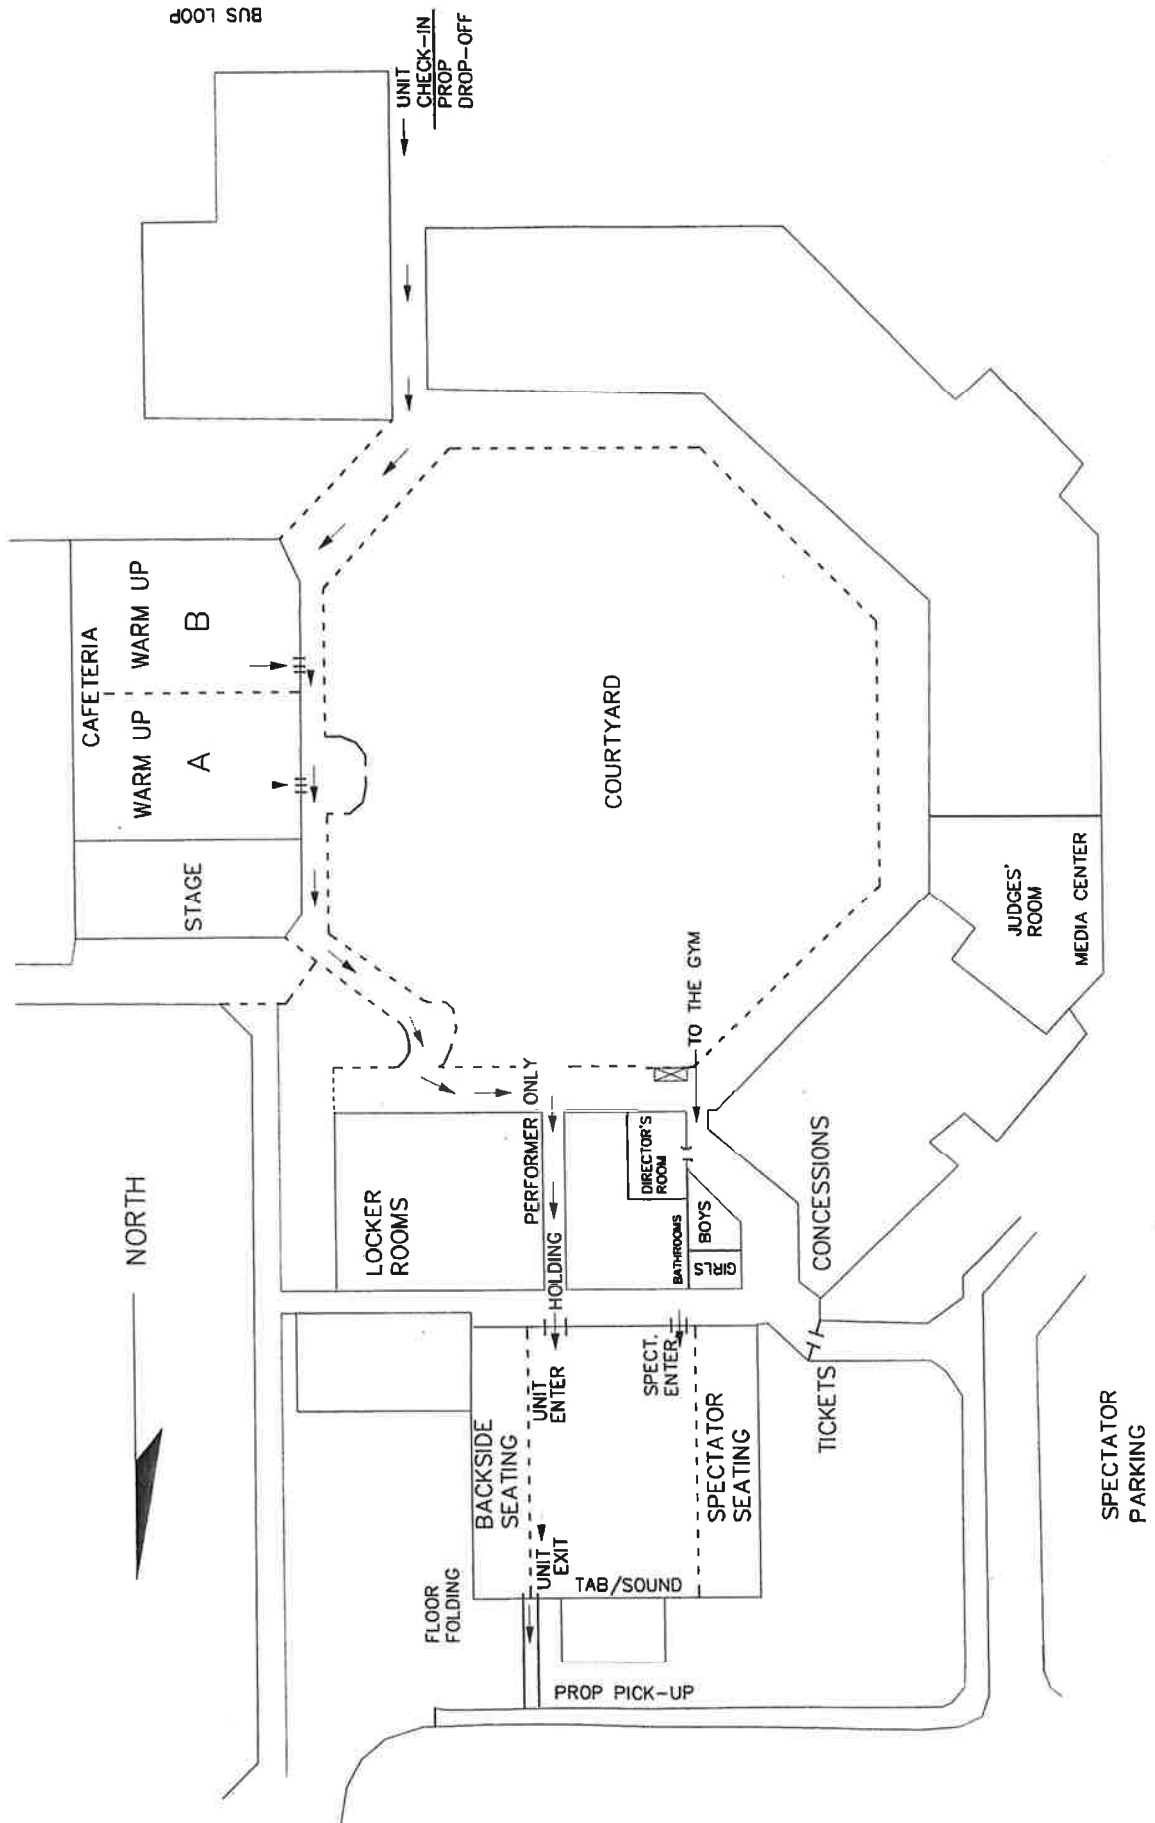 BUS LOOP
UNIT
CHECK-IN
PROP
DROP-OFF
CAFETERIA
WARM UP
B
WARM UP
A
STAGE
COURTYARD
TO THE GYM
JUDGES'
ROOM
MEDIA CENTER
NORTH
LOCKER
ROOMS
PERFORMER ONLY
HOLDING
DIRECTOR'S
ROOM
BATHROOMS
BOYS
GIRLS
CONCESSIONS
TICKETS
BACKSIDE
SEATING
UNIT
ENTER
SPECT.
ENTER
SPECTATOR
SEATING
UNIT
EXIT
TAB/SOUND
FLOOR
FOLDING
PROP PICK-UP
SPECTATOR
PARKING